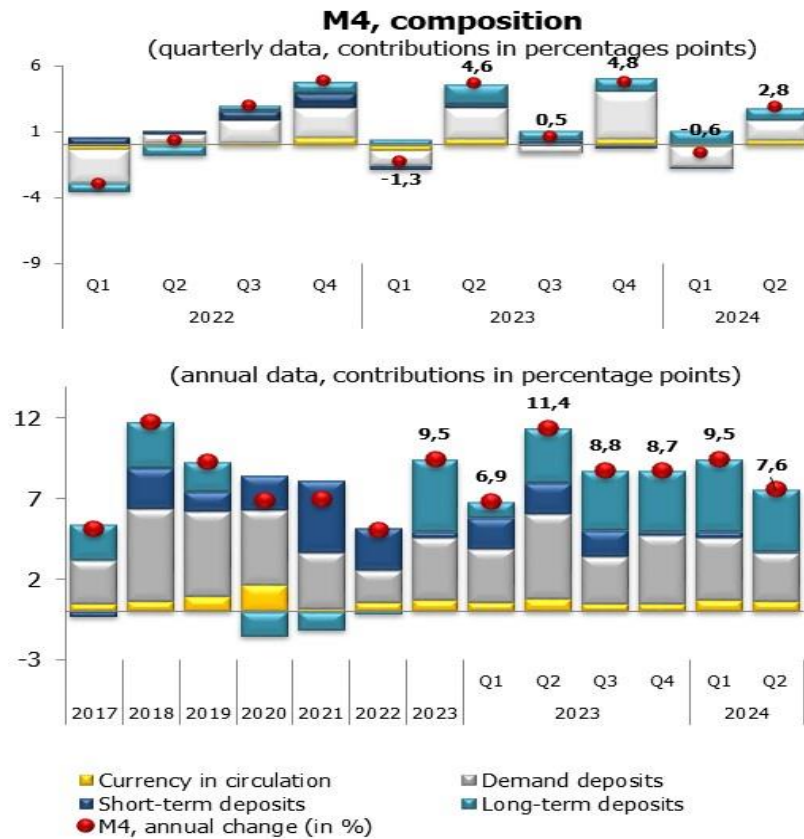 M4, composition
(quarterly data, contributions in percentages points)
6
1
-4
-9
4,6
4,8
2,8
0,5
-0,6
-1,3
Q1 Q2 Q3 Q4 Q1 Q2 Q3 Q4 Q1 Q2
2022 2023 2024
(annual data, contributions in percentage points)
12
7
2
-3
9,5
6,9
11,4
8,8
8,7
9,5
7,6
Q1 Q2 Q3 Q4 Q1 Q2
2017 2018 2019 2020 2021 2022 2023 2023 2024
Currency in circulation Demand deposits
Short-term deposits Long-term deposits
M4, annual change (in %)